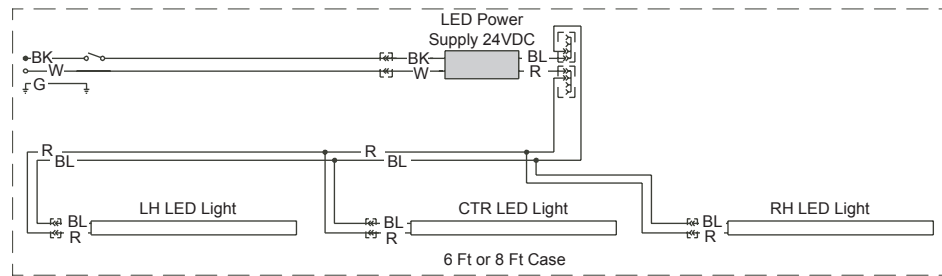 LED Power
Supply 24VDC
BK
BK
BL
W
W
R
G
R
R
BL
BL
LH LED Light
CTR LED Light
RH LED Light
BL
BL
BL
R
R
R
6 Ft or 8 Ft Case